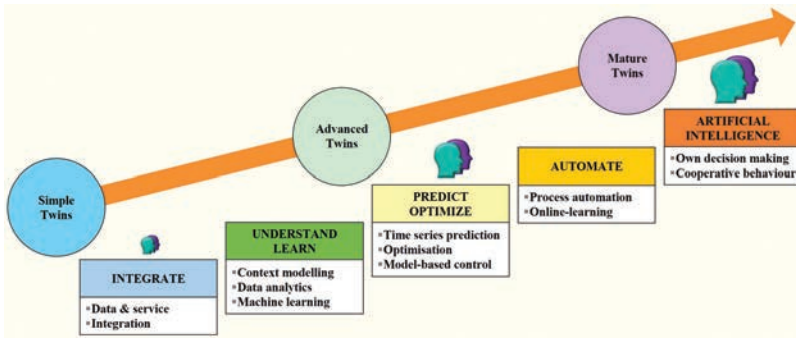 Simple
Twins
INTEGRATE
▪Data & service
▪Integration
UNDERSTAND
LEARN
▪Context modelling
▪Data analytics
▪Machine learning
Advanced
Twins
PREDICT
OPTIMIZE
▪Time series prediction
▪Optimisation
▪Model-based control
AUTOMATE
▪Process automation
▪Online-learning
Mature
Twins
ARTIFICIAL
INTELLIGENCE
▪Own decision making
▪Cooperative behaviour